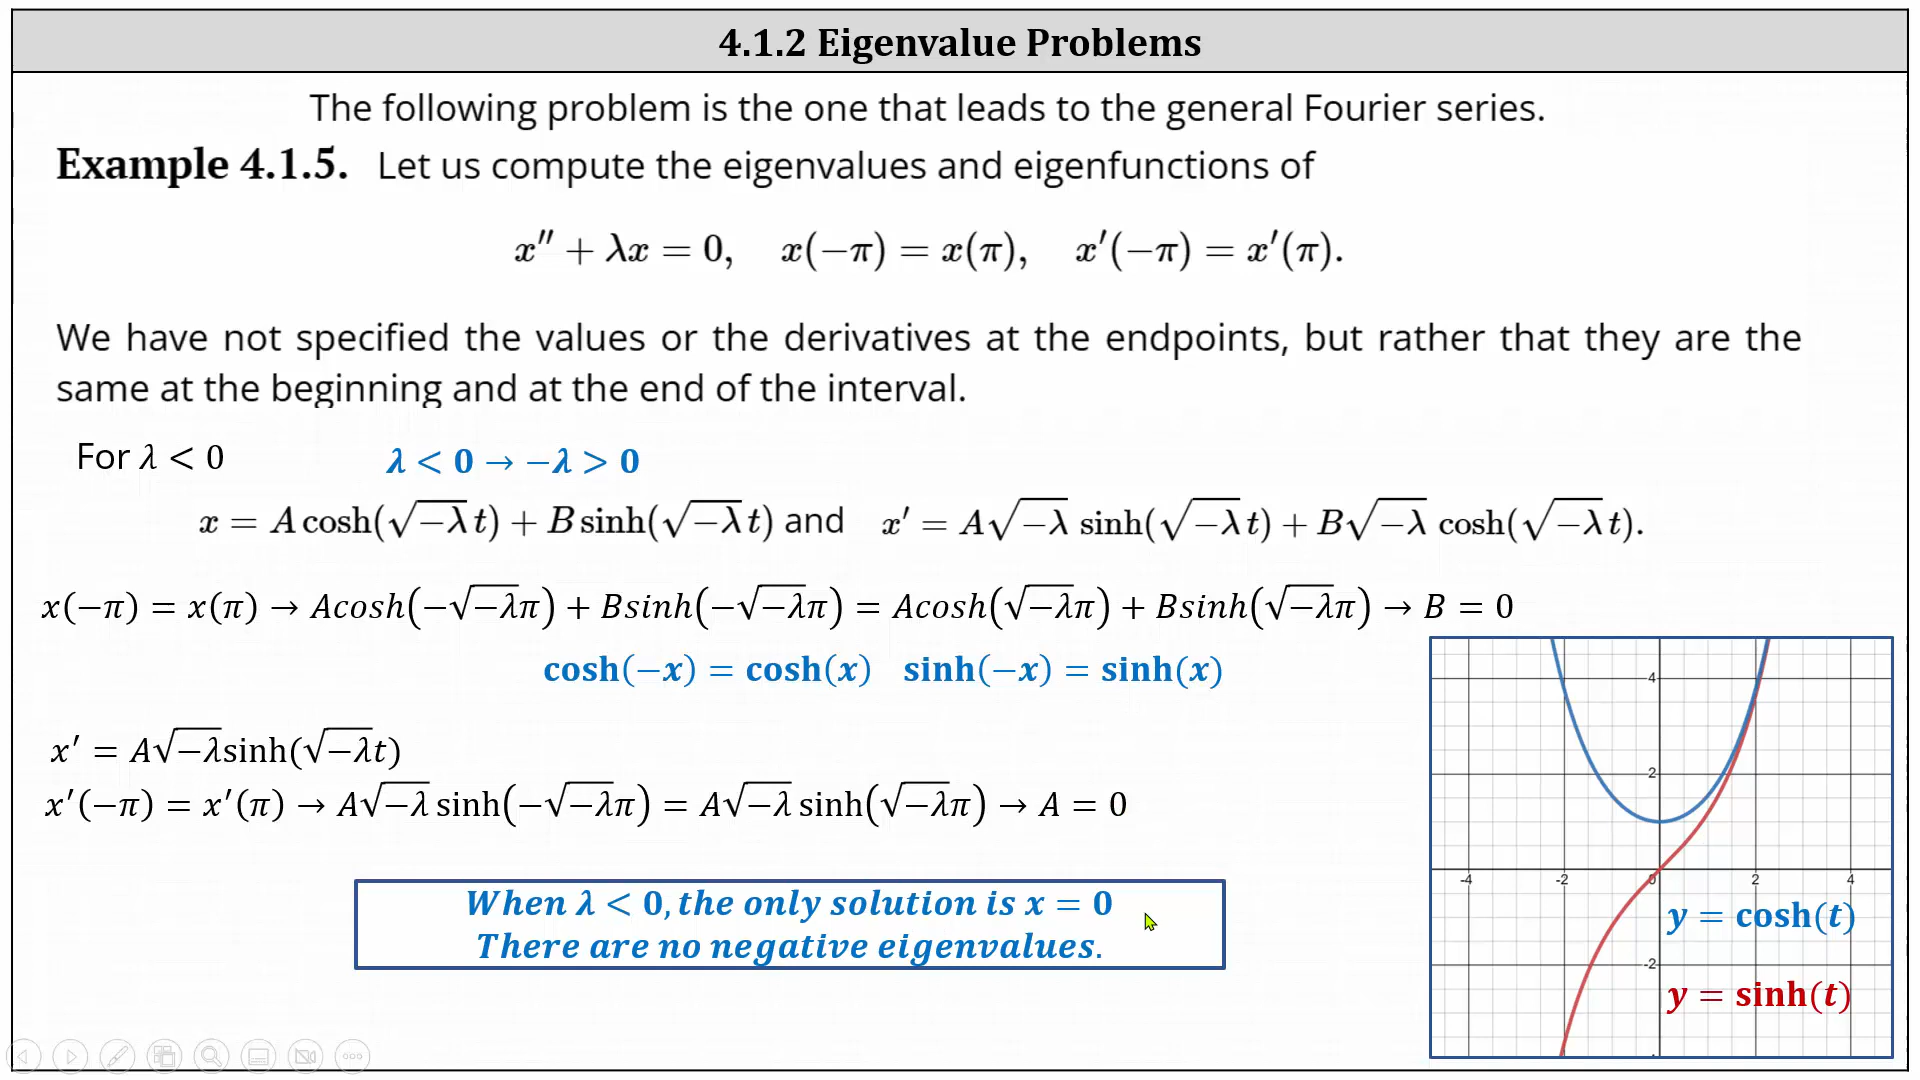 4.1.2 Eigenvalue Problems
The following problem is the one that leads to the general Fourier series.
Example 4.1.5. Let us compute the eigenvalues and eigenfunctions of
x″ + λx = 0, x(−π) = x(π), x′(−π) = x′(π).
We have not specified the values or the derivatives at the endpoints, but rather that they are the
same at the beginning and at the end of the interval.
For λ < 0 λ < 0 → −λ > 0
x = A cosh(√−λ t) + B sinh(√−λ t) and x′ = A√−λ sinh(√−λ t) + B√−λ cosh(√−λ t).
x(−π) = x(π) → Acosh(−√−λπ) + Bsinh(−√−λπ) = Acosh(√−λπ) + Bsinh(√−λπ) → B = 0
cosh(−x) = cosh(x) sinh(−x) = sinh(x)
x′ = A√−λsinh(√−λt)
x′(−π) = x′(π) → A√−λ sinh(−√−λπ) = A√−λ sinh(√−λπ) → A = 0
When λ < 0, the only solution is x = 0
There are no negative eigenvalues.
4
2
-4 -2 0 2 4
y = cosh(t)
-2
y = sinh(t)